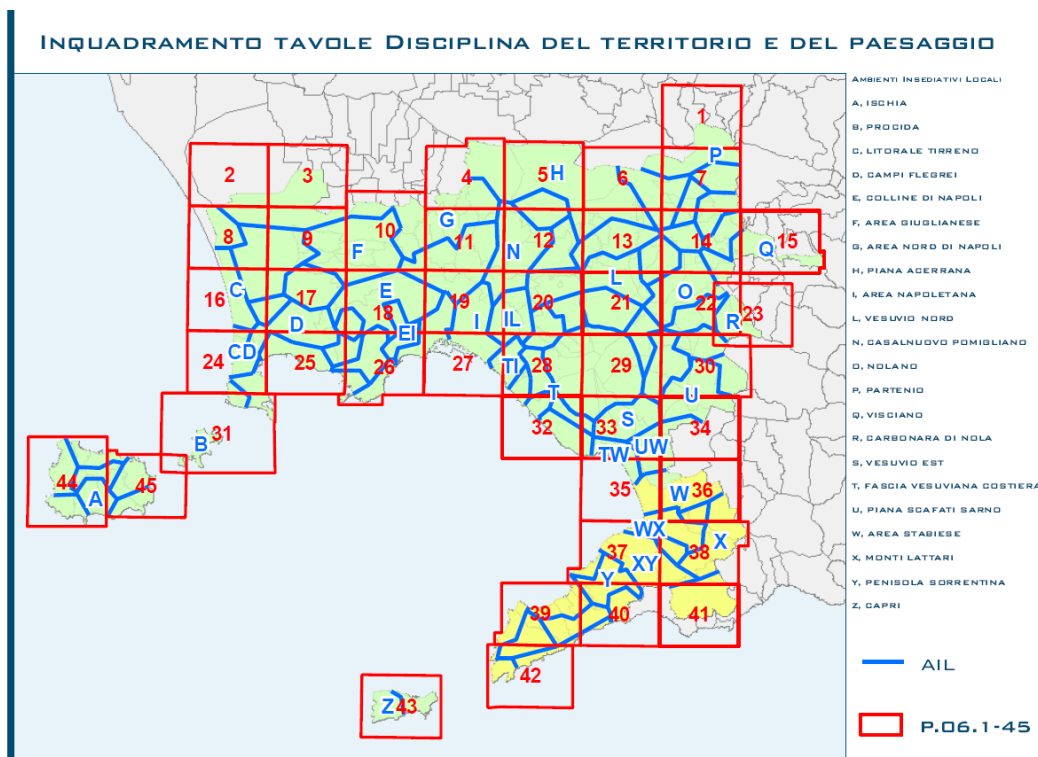 INQUADRAMENTO TAVOLE DISCIPLINA DEL TERRITORIO E DEL PAESAGGIO
AMBIENTI INSEDIATIVI LOCALI
A, ISCHIA
B, PROCIDA
C, LITORALE TIRRENO
D, CAMPI FLEGREI
E, COLLINE DI NAPOLI
F, AREA GIUGLIANESE
G, AREA NORD DI NAPOLI
H, PIANA ACERRANA
I, AREA NAPOLETANA
L, VESUVIO NORD
N, CASALNUOVO POMIGLIANO
O, NOLANO
P, PARTENIO
Q, VISCIANO
R, CARBONARA DI NOLA
S, VESUVIO EST
T, FASCIA VESUVIANA COSTIERA
U, PIANA SCAFATI SARNO
W, AREA STABIESE
X, MONTI LATTARI
Y, PENISOLA SORRENTINA
Z, CAPRI
AIL
P.06.1-45
1
P
2 3 4 5 H 6 7
G
8 9 F 10 11 N 12 13 14 Q 15
16 C 17 D E 18 EI 19 I IL 20 L 21 O 22 R 23
24 CD 25 26 27 TI 28 T 29 30 U
B 31 32 33 S TW UW 34
44 A 45 35 W 36
37 WX XY Y 38 X
39 40 41
42
Z 43